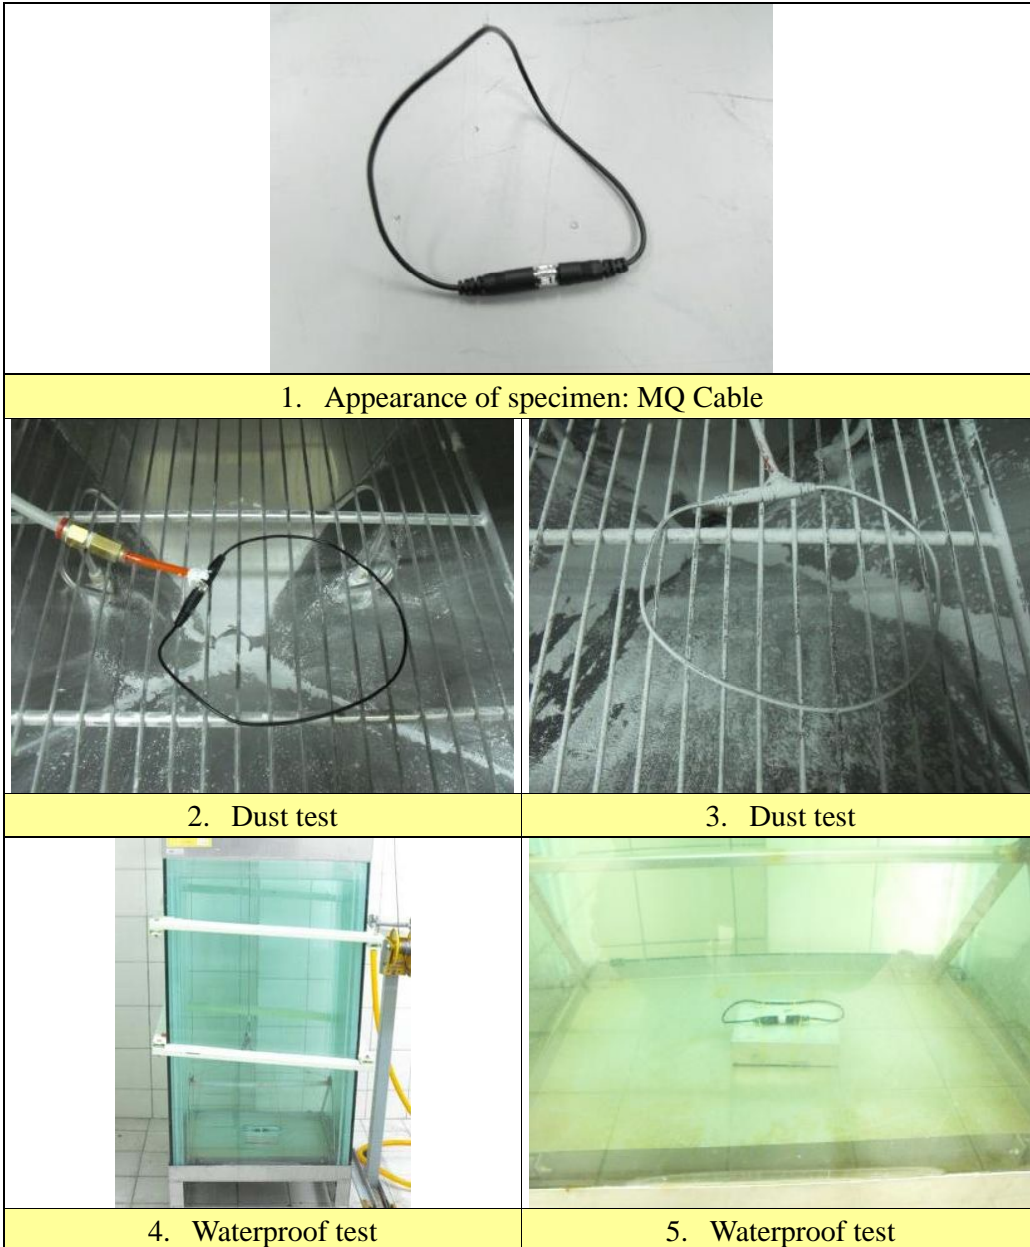 1. Appearance of specimen: MQ Cable
2. Dust test
3. Dust test
4. Waterproof test
5. Waterproof test